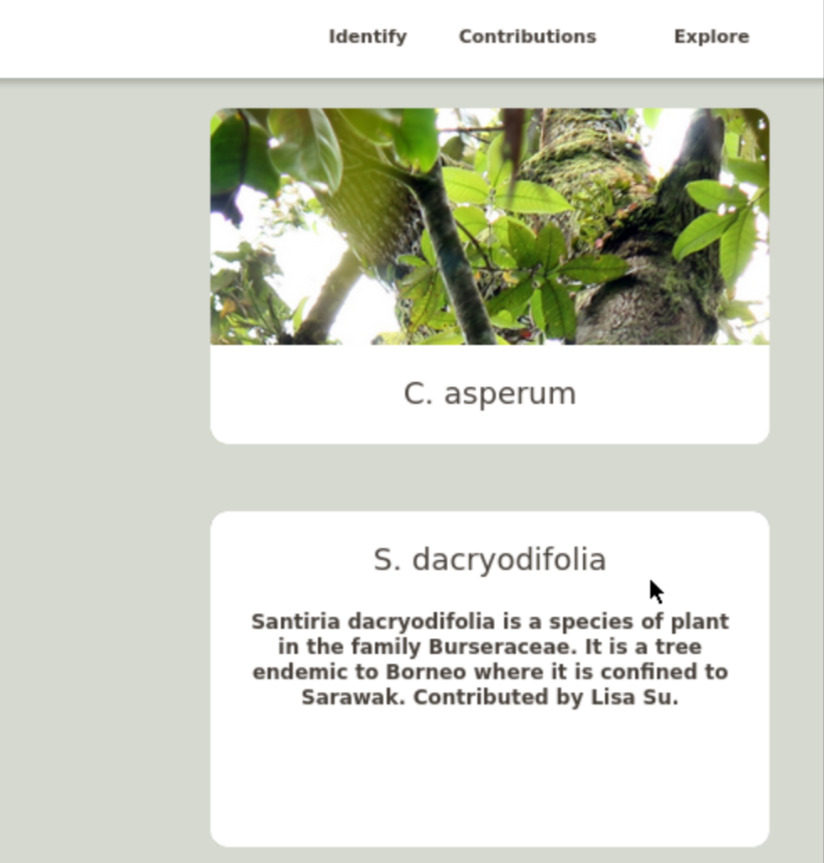 Identify Contributions Explore
C. asperum
S. dacryodifolia
Santiria dacryodifolia is a species of plant
in the family Burseraceae. It is a tree
endemic to Borneo where it is confined to
Sarawak. Contributed by Lisa Su.